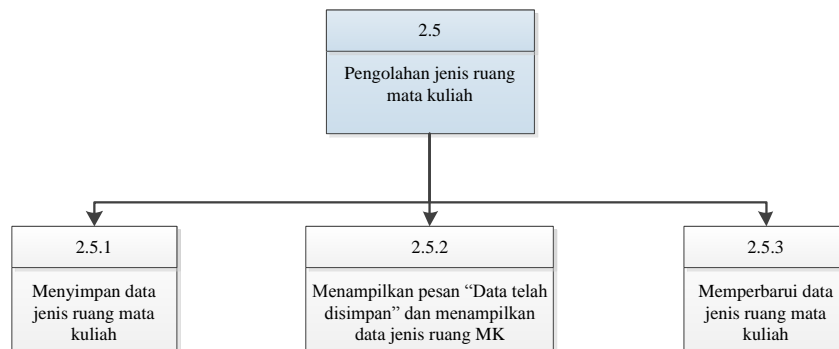 2.5
Pengolahan jenis ruang
mata kuliah
2.5.1
Menyimpan data
jenis ruang mata
kuliah
2.5.2
Menampilkan pesan “Data telah
disimpan” dan menampilkan
data jenis ruang MK
2.5.3
Memperbarui data
jenis ruang mata
kuliah